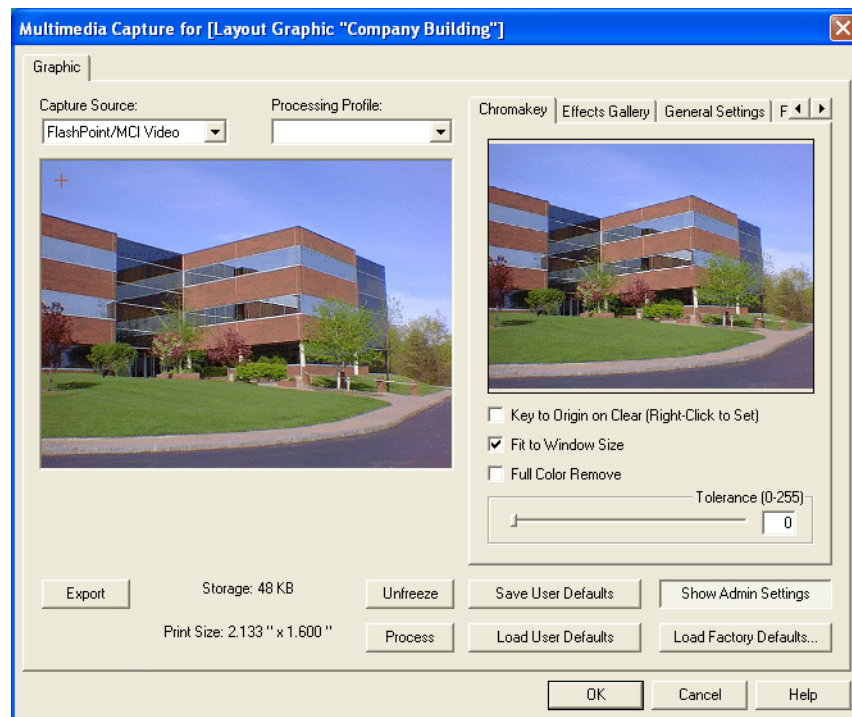 Multimedia Capture for [Layout Graphic "Company Building"]
Graphic
Capture Source:
Processing Profile:
FlashPoint/MCI Video
Chromakey
Effects Gallery
General Settings
F
Key to Origin on Clear (Right-Click to Set)
Fit to Window Size
Full Color Remove
Tolerance (0-255)
0
Export
Storage: 48 KB
Unfreeze
Save User Defaults
Show Admin Settings
Print Size: 2.133 '' x 1.600 ''
Process
Load User Defaults
Load Factory Defaults...
OK
Cancel
Help